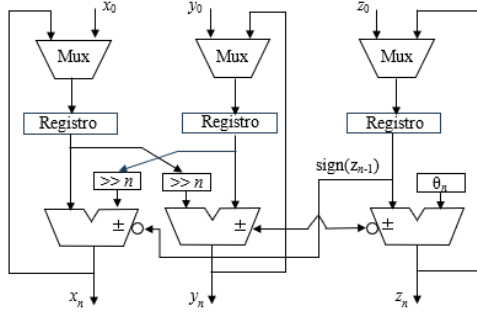 x₀ y₀ z₀
Mux Mux Mux
Registro Registro Registro
sign(zₙ₋₁)
>> n >> n θₙ
± ± ±
xₙ yₙ zₙ